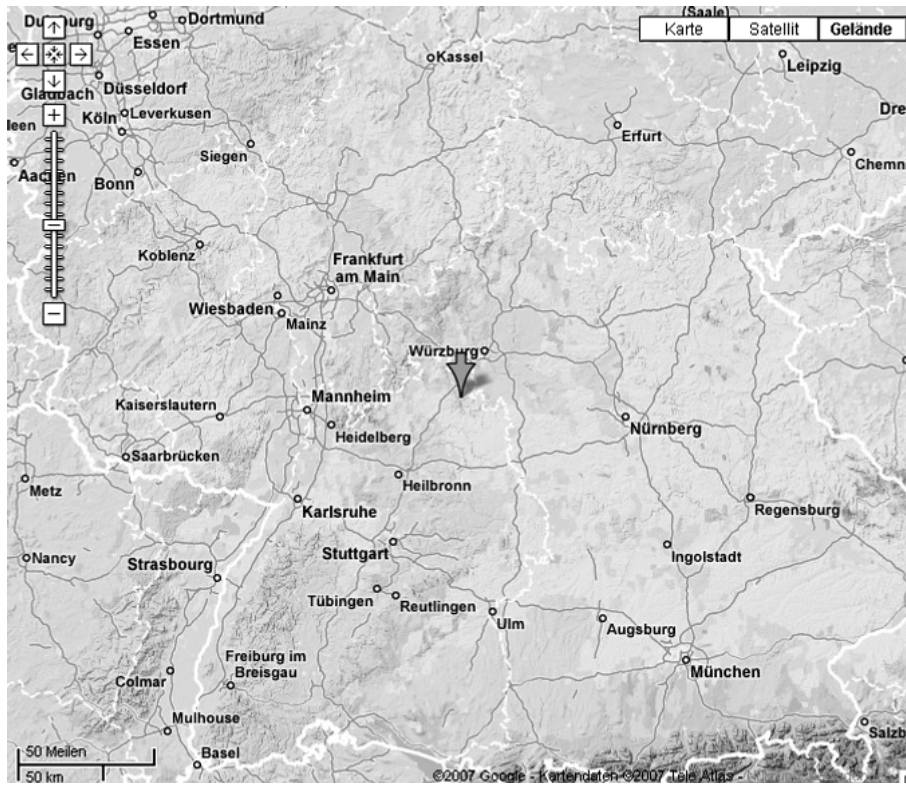 (Saale)
Dortmund
Essen
Kassel
Karte
Satellit
Gelände
Leipzig
Düsseldorf
Gladbach
Köln
Leverkusen
Erfurt
Siegen
Aachen
Bonn
Chemn
Dre
Koblenz
Frankfurt
am Main
Wiesbaden
Mainz
Würzburg
Kaiserslautern
Mannheim
Heidelberg
Nürnberg
Saarbrücken
Metz
Heilbronn
Karlsruhe
Regensburg
Stuttgart
Nancy
Strasbourg
Ingolstadt
Tübingen
Reutlingen
Ulm
Augsburg
Freiburg im
Breisgau
München
Colmar
Mulhouse
Salzb
50 Meilen
Basel
50 km
©2007 Google - Kartendaten ©2007 Tele Atlas -